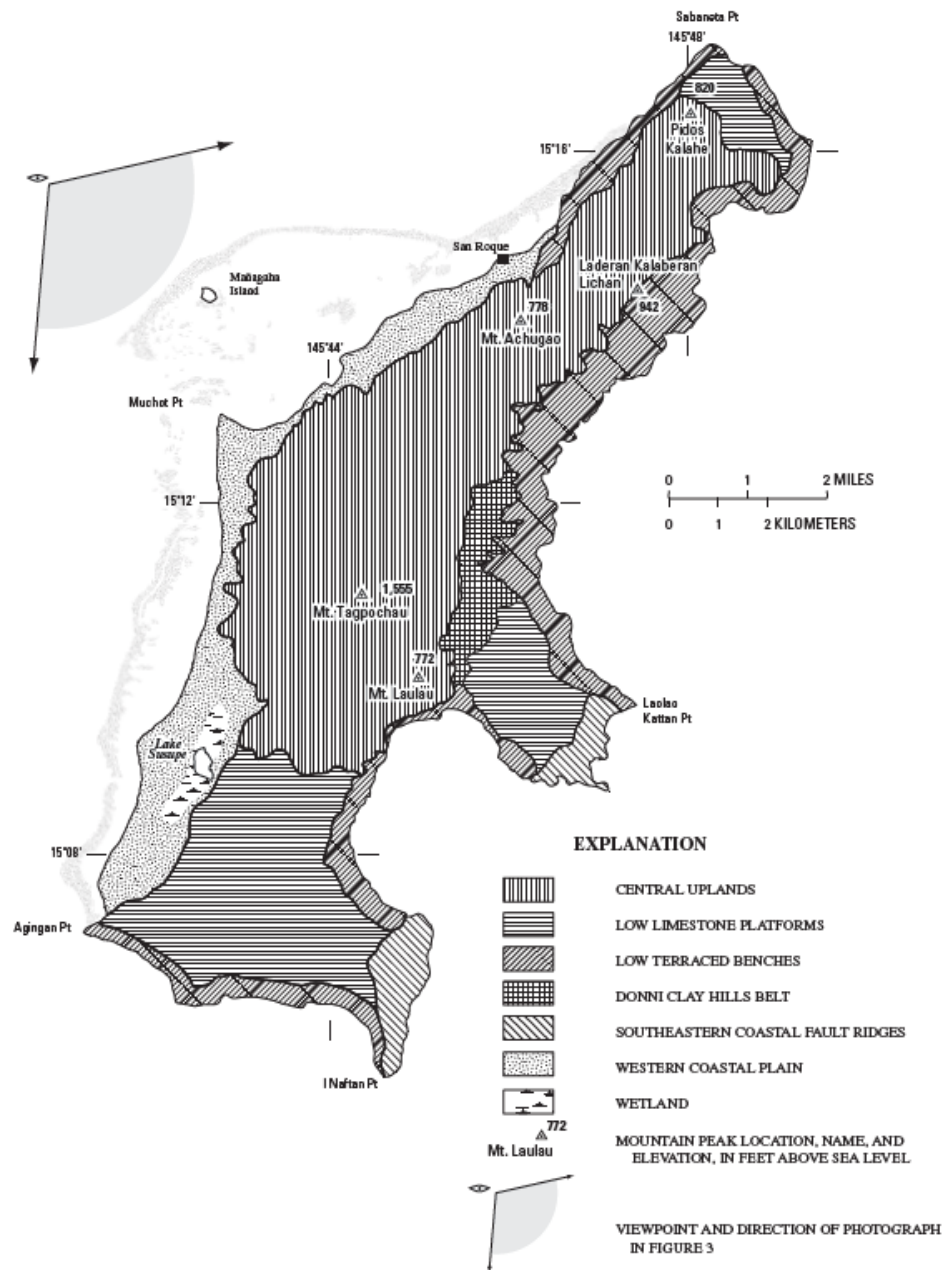 Sabaneta Pt
145°48'
820
Pidos
Kalahe
15°16'
San Roque
Mañagaha
Island
Laderan Kalaberan
Lichan
942
778
Mt. Achugao
145°44'
Muchot Pt
0 1 2 MILES
0 1 2 KILOMETERS
15°12'
1,555
Mt. Tagpochau
772
Mt. Laulau
Laolao
Kattan Pt
Lake
Susupe
15°08'
Agingan Pt
I Naftan Pt
EXPLANATION
CENTRAL UPLANDS
LOW LIMESTONE PLATFORMS
LOW TERRACED BENCHES
DONNI CLAY HILLS BELT
SOUTHEASTERN COASTAL FAULT RIDGES
WESTERN COASTAL PLAIN
WETLAND
772
Mt. Laulau
MOUNTAIN PEAK LOCATION, NAME, AND
ELEVATION, IN FEET ABOVE SEA LEVEL
VIEWPOINT AND DIRECTION OF PHOTOGRAPH
IN FIGURE 3